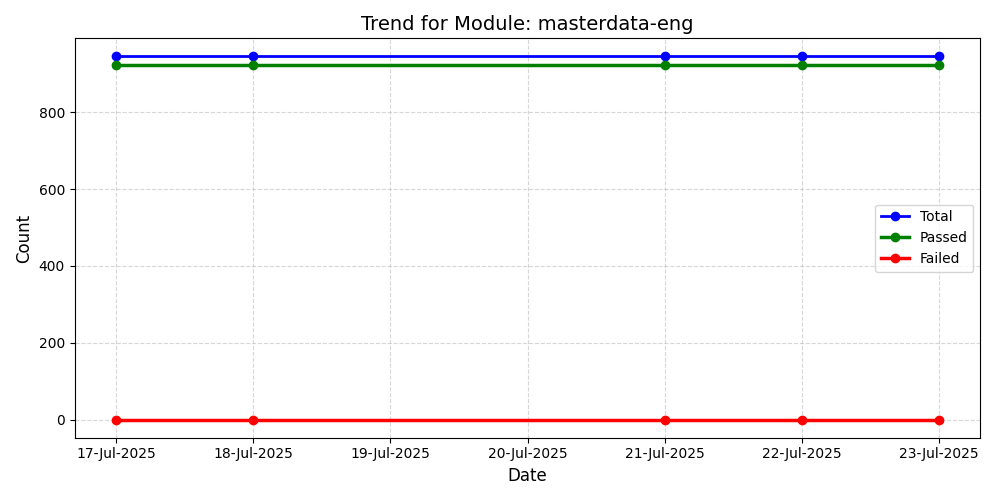 Trend for Module: masterdata-eng
Count
800
600
400
200
0
Total
Passed
Failed
17-Jul-2025
18-Jul-2025
19-Jul-2025
20-Jul-2025
21-Jul-2025
22-Jul-2025
23-Jul-2025
Date